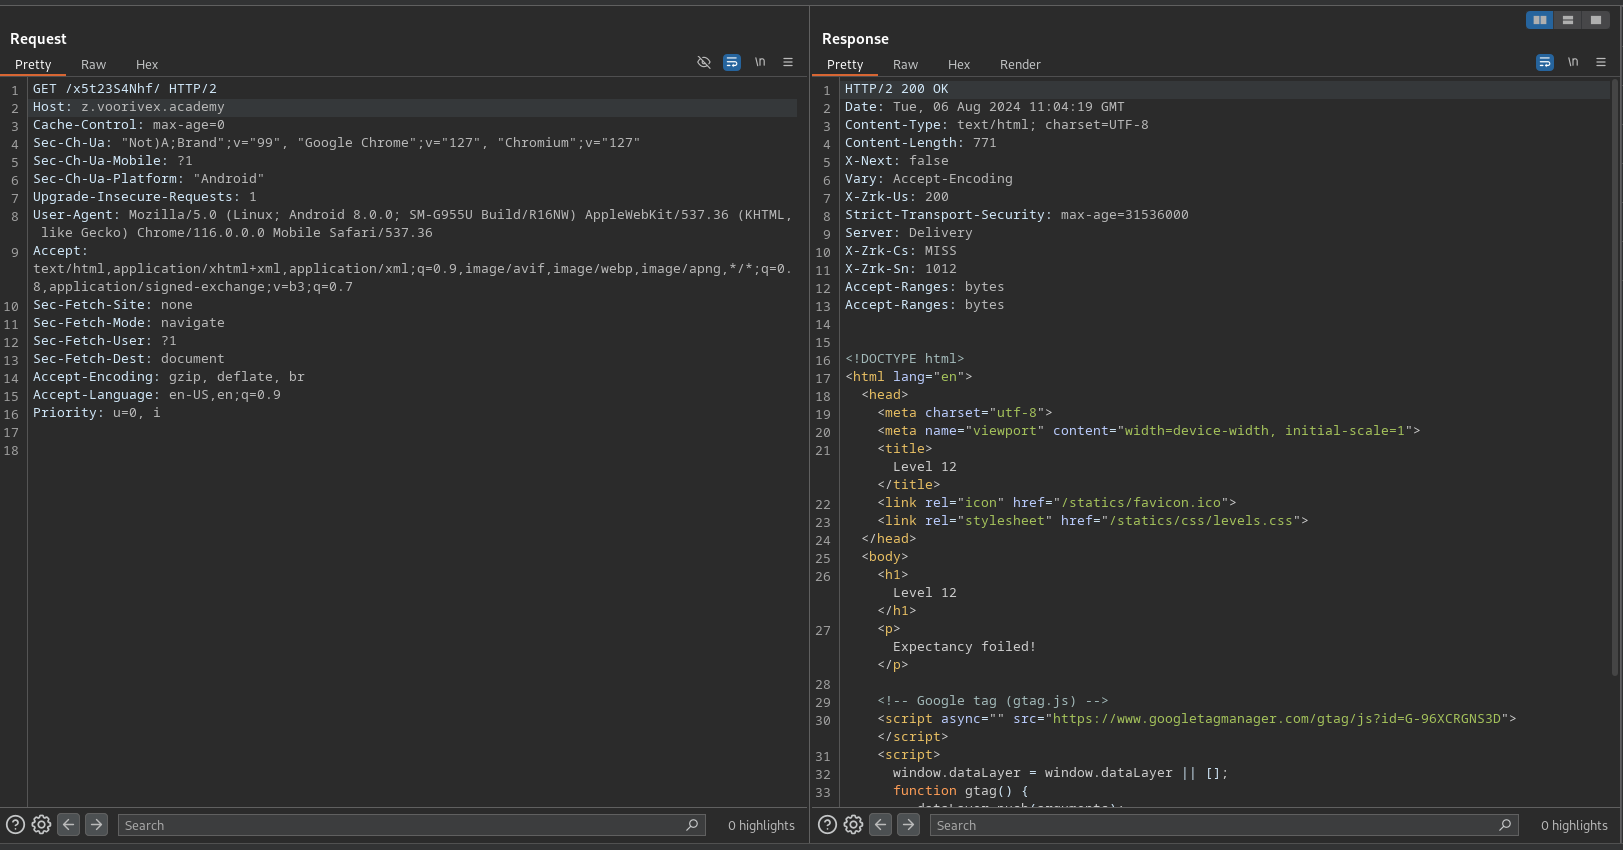 Request
Pretty Raw Hex \n
1 GET /x5t23S4Nhf/ HTTP/2
2 Host: z.voorivex.academy
3 Cache-Control: max-age=0
4 Sec-Ch-Ua: "Not)A;Brand";v="99", "Google Chrome";v="127", "Chromium";v="127"
5 Sec-Ch-Ua-Mobile: ?1
6 Sec-Ch-Ua-Platform: "Android"
7 Upgrade-Insecure-Requests: 1
8 User-Agent: Mozilla/5.0 (Linux; Android 8.0.0; SM-G955U Build/R16NW) AppleWebKit/537.36 (KHTML,
like Gecko) Chrome/116.0.0.0 Mobile Safari/537.36
9 Accept:
text/html,application/xhtml+xml,application/xml;q=0.9,image/avif,image/webp,image/apng,*/*;q=0.
8,application/signed-exchange;v=b3;q=0.7
10 Sec-Fetch-Site: none
11 Sec-Fetch-Mode: navigate
12 Sec-Fetch-User: ?1
13 Sec-Fetch-Dest: document
14 Accept-Encoding: gzip, deflate, br
15 Accept-Language: en-US,en;q=0.9
16 Priority: u=0, i
17
18
Search 0 highlights
Response
Pretty Raw Hex Render \n
1 HTTP/2 200 OK
2 Date: Tue, 06 Aug 2024 11:04:19 GMT
3 Content-Type: text/html; charset=UTF-8
4 Content-Length: 771
5 X-Next: false
6 Vary: Accept-Encoding
7 X-Zrk-Us: 200
8 Strict-Transport-Security: max-age=31536000
9 Server: Delivery
10 X-Zrk-Cs: MISS
11 X-Zrk-Sn: 1012
12 Accept-Ranges: bytes
13 Accept-Ranges: bytes
14
15
16 <!DOCTYPE html>
17 <html lang="en">
18 <head>
19 <meta charset="utf-8">
20 <meta name="viewport" content="width=device-width, initial-scale=1">
21 <title>
Level 12
</title>
22 <link rel="icon" href="/statics/favicon.ico">
23 <link rel="stylesheet" href="/statics/css/levels.css">
24 </head>
25 <body>
26 <h1>
Level 12
</h1>
27 <p>
Expectancy foiled!
</p>
28
29 <!-- Google tag (gtag.js) -->
30 <script async="" src="https://www.googletagmanager.com/gtag/js?id=G-96XCRGNS3D">
</script>
31 <script>
32 window.dataLayer = window.dataLayer || [];
33 function gtag() {
dataLayer.push(arguments);
Search 0 highlights